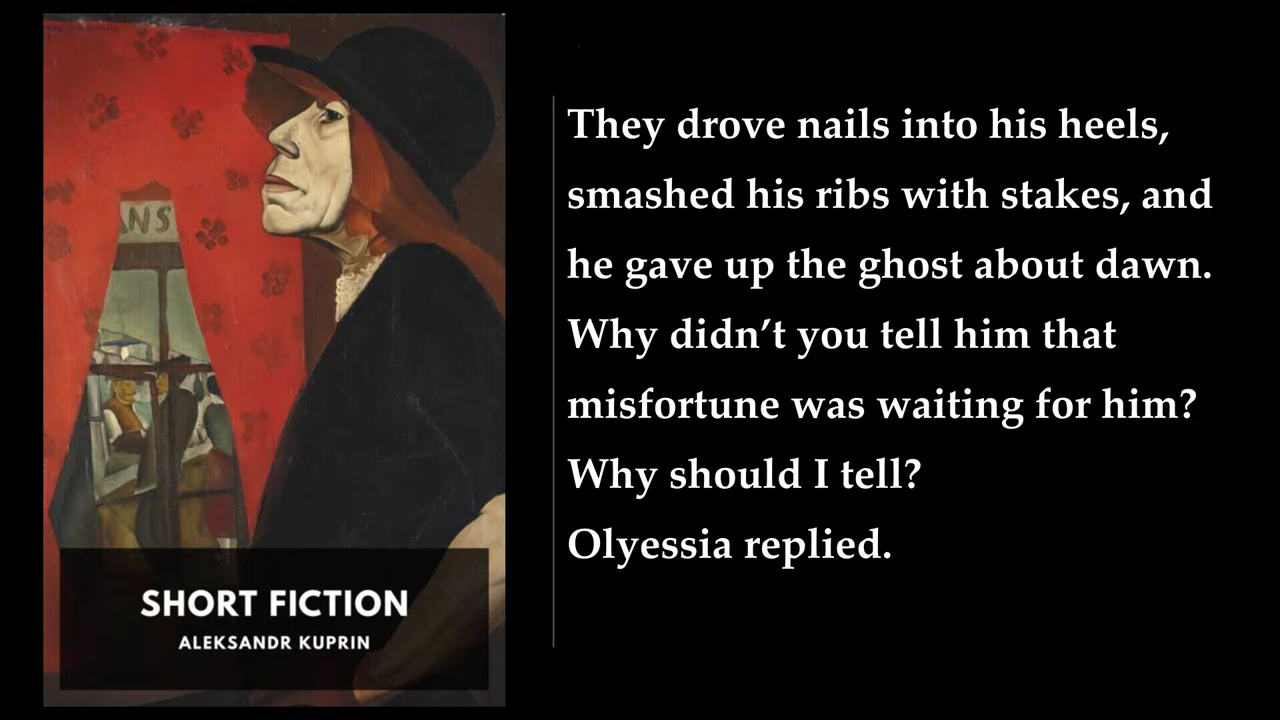 ANS
SHORT FICTION
ALEKSANDR KUPRIN
They drove nails into his heels,
smashed his ribs with stakes, and
he gave up the ghost about dawn.
Why didn’t you tell him that
misfortune was waiting for him?
Why should I tell?
Olyessia replied.